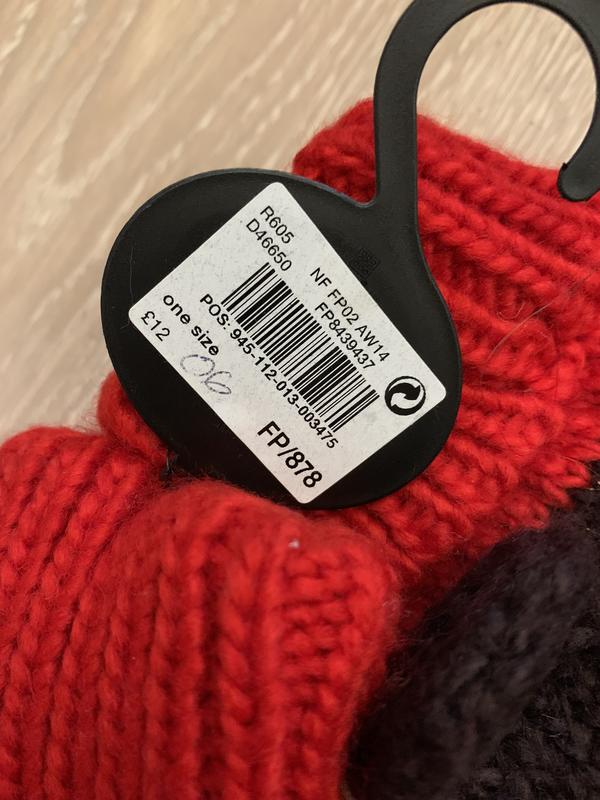 R605
D46650
NF FP02 AW14
FP8439437
POS: 945-112-013-003475
one size
£12
06
FP/878